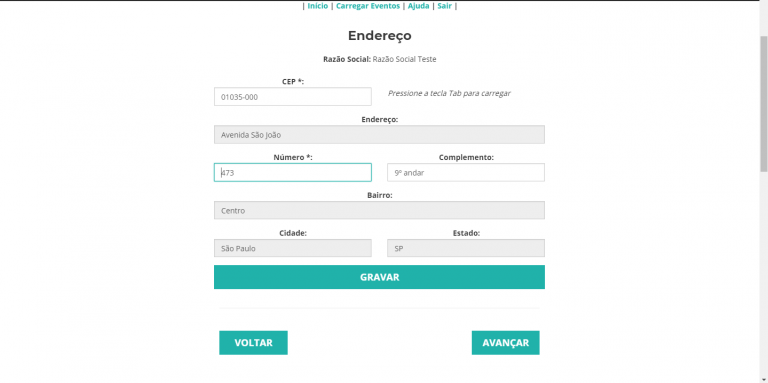 | Início | Carregar Eventos | Ajuda | Sair |
Endereço
Razão Social: Razão Social Teste
CEP *:
01035-000
Pressione a tecla Tab para carregar
Endereço:
Avenida São João
Número *:
Complemento:
473
9º andar
Bairro:
Centro
Cidade:
Estado:
São Paulo
SP
GRAVAR
VOLTAR
AVANÇAR